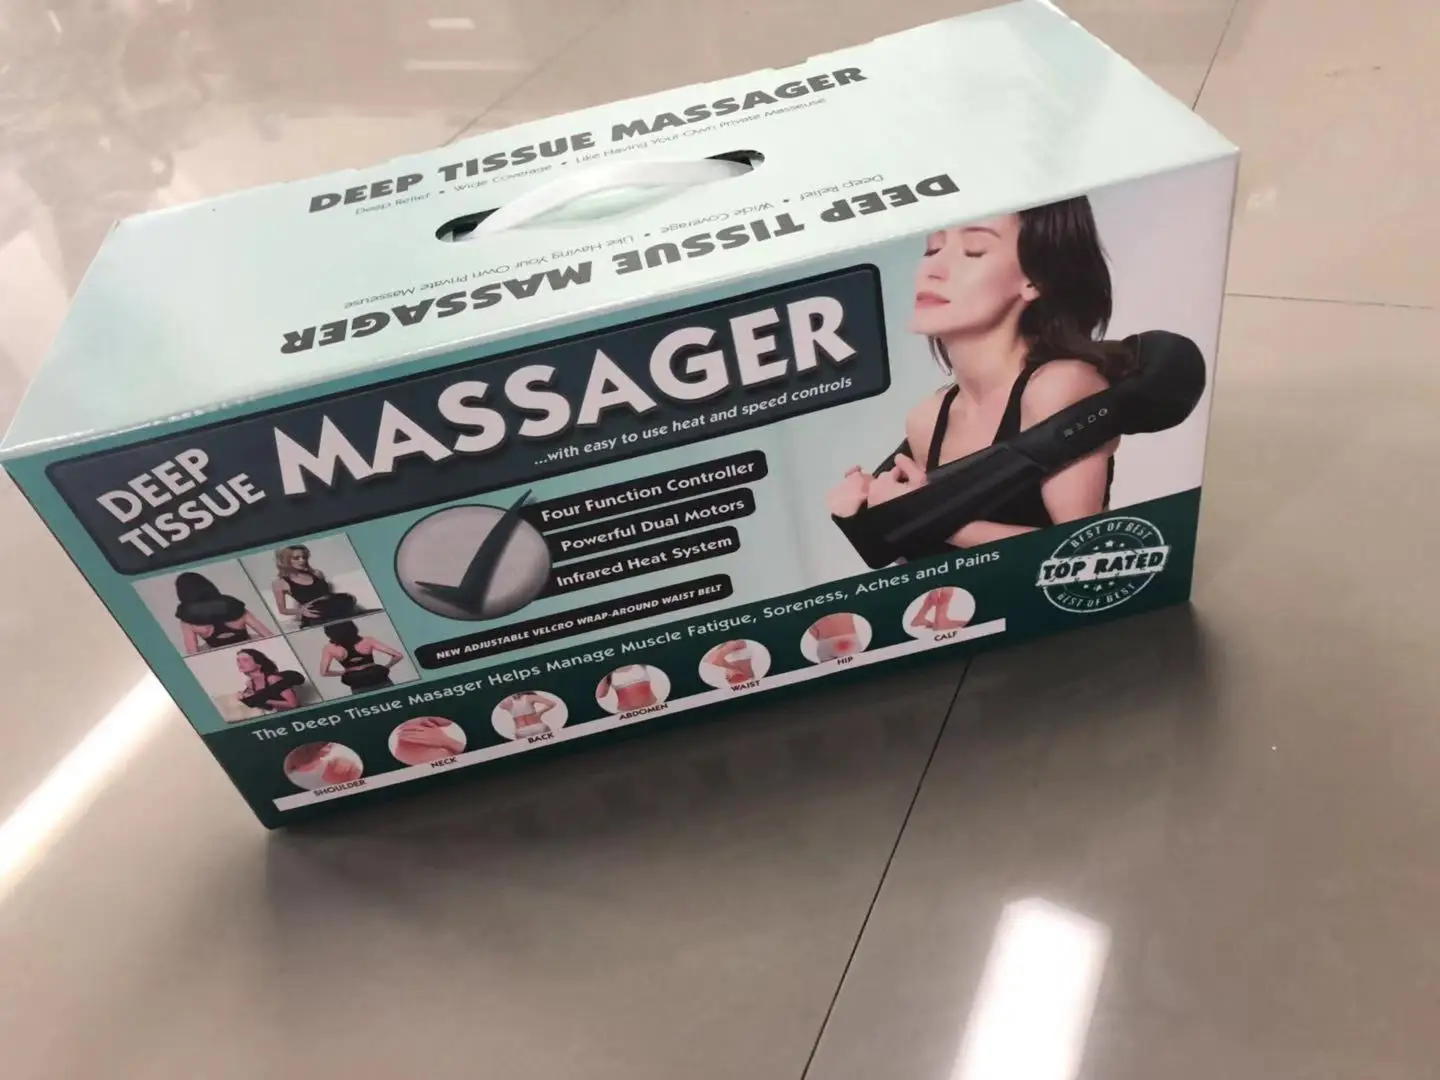 DEEP TISSUE MASSAGER
Deep Relief • Wide Coverage • Like Having Your Own Private Masseuse
DEEP TISSUE MASSAGER
Deep Relief • Wide Coverage • Like Having Your Own Private Masseuse
DEEP
TISSUE
MASSAGER
...with easy to use heat and speed controls
Four Function Controller
Powerful Dual Motors
Infrared Heat System
NEW ADJUSTABLE VELCRO WRAP-AROUND WAIST BELT
The Deep Tissue Masager Helps Manage Muscle Fatigue, Soreness, Aches and Pains
BEST OF BEST
TOP RATED
BEST OF BEST
SHOULDER
NECK
BACK
ABDOMEN
WAIST
HIP
CALF